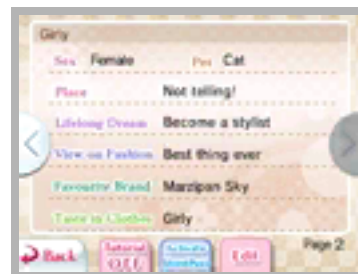 Girly
Sex Female Pet Cat
Place Not telling!
Lifelong Dream Become a stylist
View on Fashion Best thing ever
Favourite Brand Marzipan Sky
Taste in Clothes Girly
Back Tutorial OFF Edit Page 2